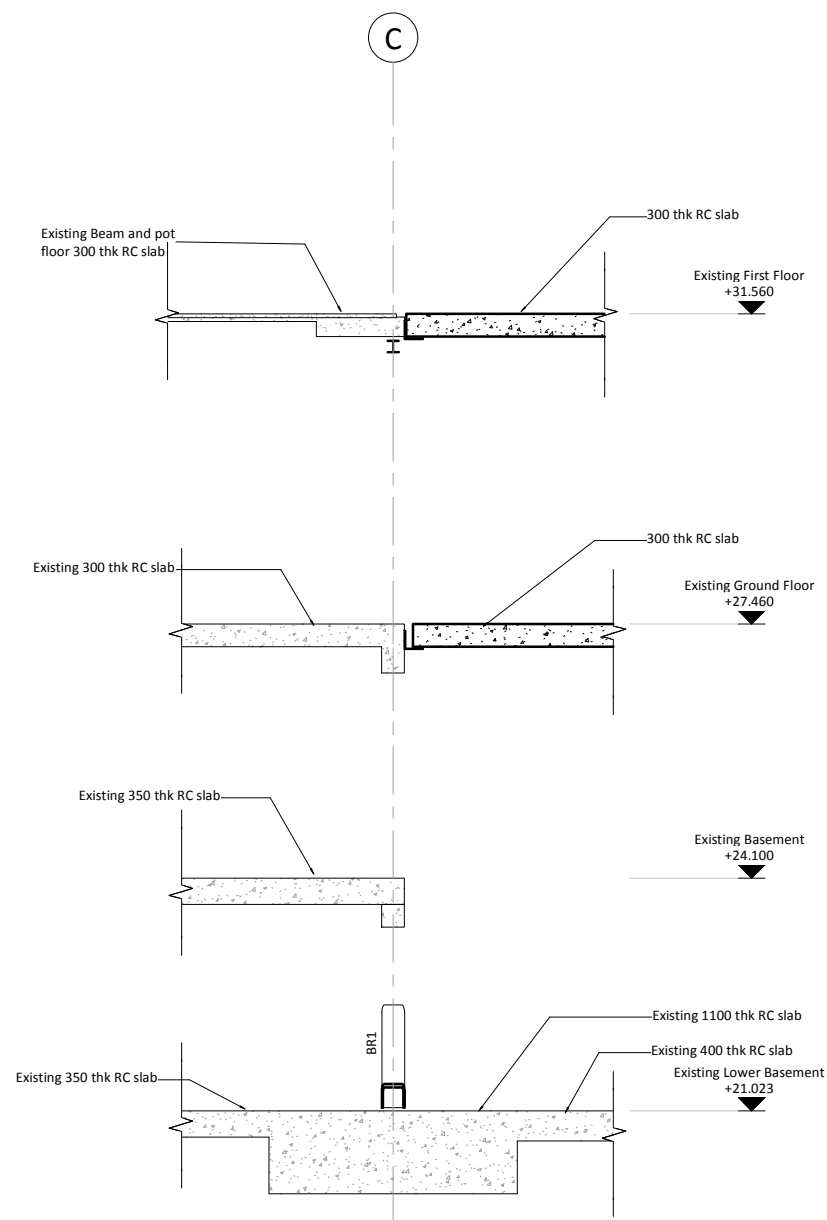 C
300 thk RC slab
Existing Beam and pot
floor 300 thk RC slab
Existing First Floor
+31.560
300 thk RC slab
Existing 300 thk RC slab
Existing Ground Floor
+27.460
Existing 350 thk RC slab
Existing Basement
+24.100
BR1
Existing 1100 thk RC slab
Existing 400 thk RC slab
Existing 350 thk RC slab
Existing Lower Basement
+21.023